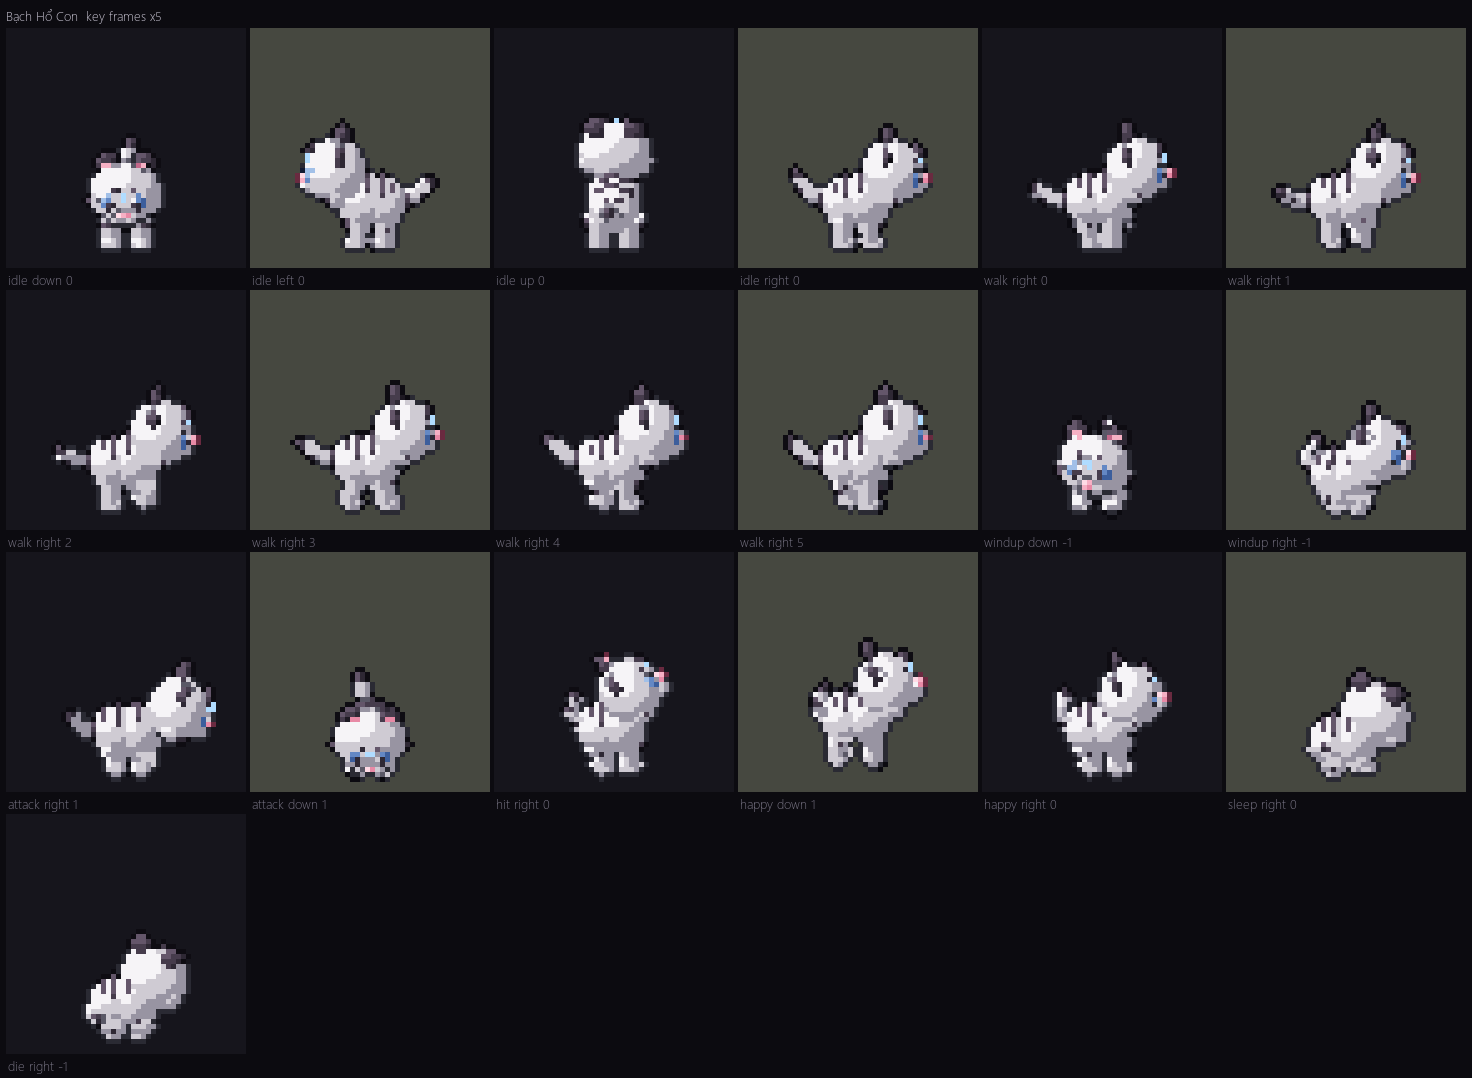 Bạch Hổ Con key frames x5
idle down 0
idle left 0
idle up 0
idle right 0
walk right 0
walk right 1
walk right 2
walk right 3
walk right 4
walk right 5
windup down -1
windup right -1
attack right 1
attack down 1
hit right 0
happy down 1
happy right 0
sleep right 0
die right -1